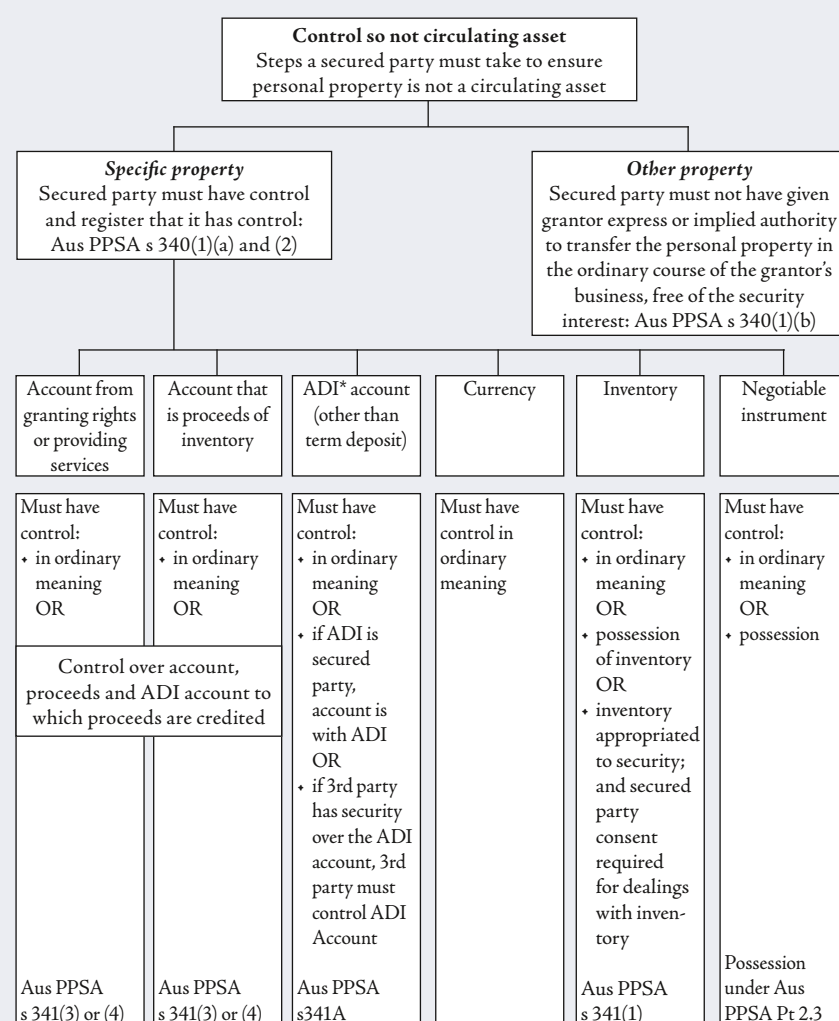 Control so not circulating asset
Steps a secured party must take to ensure
personal property is not a circulating asset
Specific property
Secured party must have control
and register that it has control:
Aus PPSA s 340(1)(a) and (2)
Other property
Secured party must not have given
grantor express or implied authority
to transfer the personal property in
the ordinary course of the grantor's
business, free of the security
interest: Aus PPSA s 340(1)(b)
Account from
granting rights
or providing
services
Account that
is proceeds of
inventory
ADI* account
(other than
term deposit)
Currency
Inventory
Negotiable
instrument
Must have
control:
• in ordinary
meaning
OR
Must have
control:
• in ordinary
meaning
OR
Control over account,
proceeds and ADI account to
which proceeds are credited
Aus PPSA
s 341(3) or (4)
Aus PPSA
s 341(3) or (4)
Must have
control:
• in ordinary
meaning
OR
• if ADI is
secured
party,
account is
with ADI
OR
• if 3rd party
has security
over the ADI
account, 3rd
party must
control ADI
Account
Aus PPSA
s341A
Must have
control in
ordinary
meaning
Must have
control:
• in ordinary
meaning
OR
• possession
of inventory
OR
• inventory
appropriated
to security;
and secured
party
consent
required
for dealings
with inven-
tory
Aus PPSA
s 341(1)
Must have
control:
• in ordinary
meaning
OR
• possession
Possession
under Aus
PPSA Pt 2.3